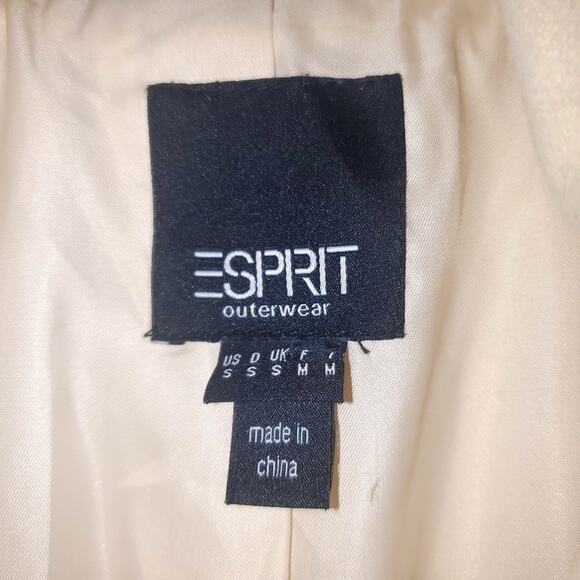 ESPRIT
outerwear
US D UK F I
S S S M M
made in
china